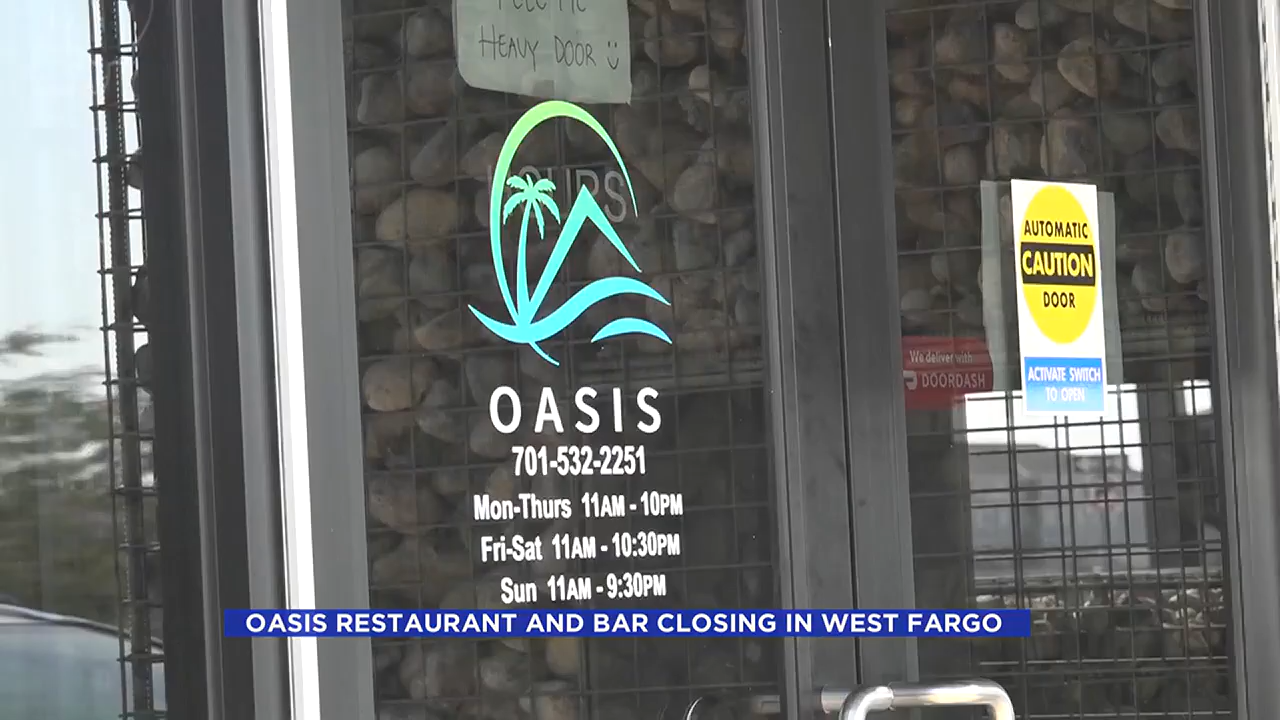 HEAVY DOOR
OURS
OASIS
701-532-2251
Mon-Thurs 11AM - 10PM
Fri-Sat 11AM - 10:30PM
Sun 11AM - 9:30PM
AUTOMATIC
CAUTION
DOOR
ACTIVATE SWITCH
TO OPEN
We deliver with
DOORDASH
OASIS RESTAURANT AND BAR CLOSING IN WEST FARGO